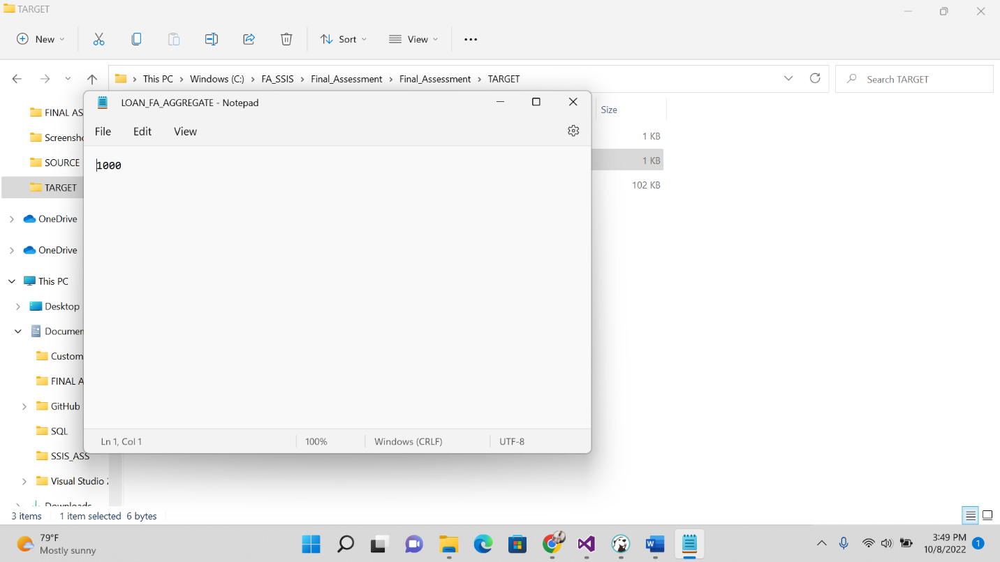 TARGET
New
Sort
View
This PC > Windows (C:) > FA_SSIS > Final_Assessment > Final_Assessment > TARGET
Search TARGET
FINAL AS
Screensho
SOURCE
TARGET
OneDrive
OneDrive
This PC
Desktop
Documen
Custom
FINAL A
GitHub
SQL
SSIS_ASS
Visual Studio 2
Downloads
LOAN_FA_AGGREGATE - Notepad
File Edit View
1000
Ln 1, Col 1 100% Windows (CRLF) UTF-8
Size
1 KB
1 KB
102 KB
3 items 1 item selected 6 bytes
79°F
Mostly sunny
3:49 PM
10/8/2022
1